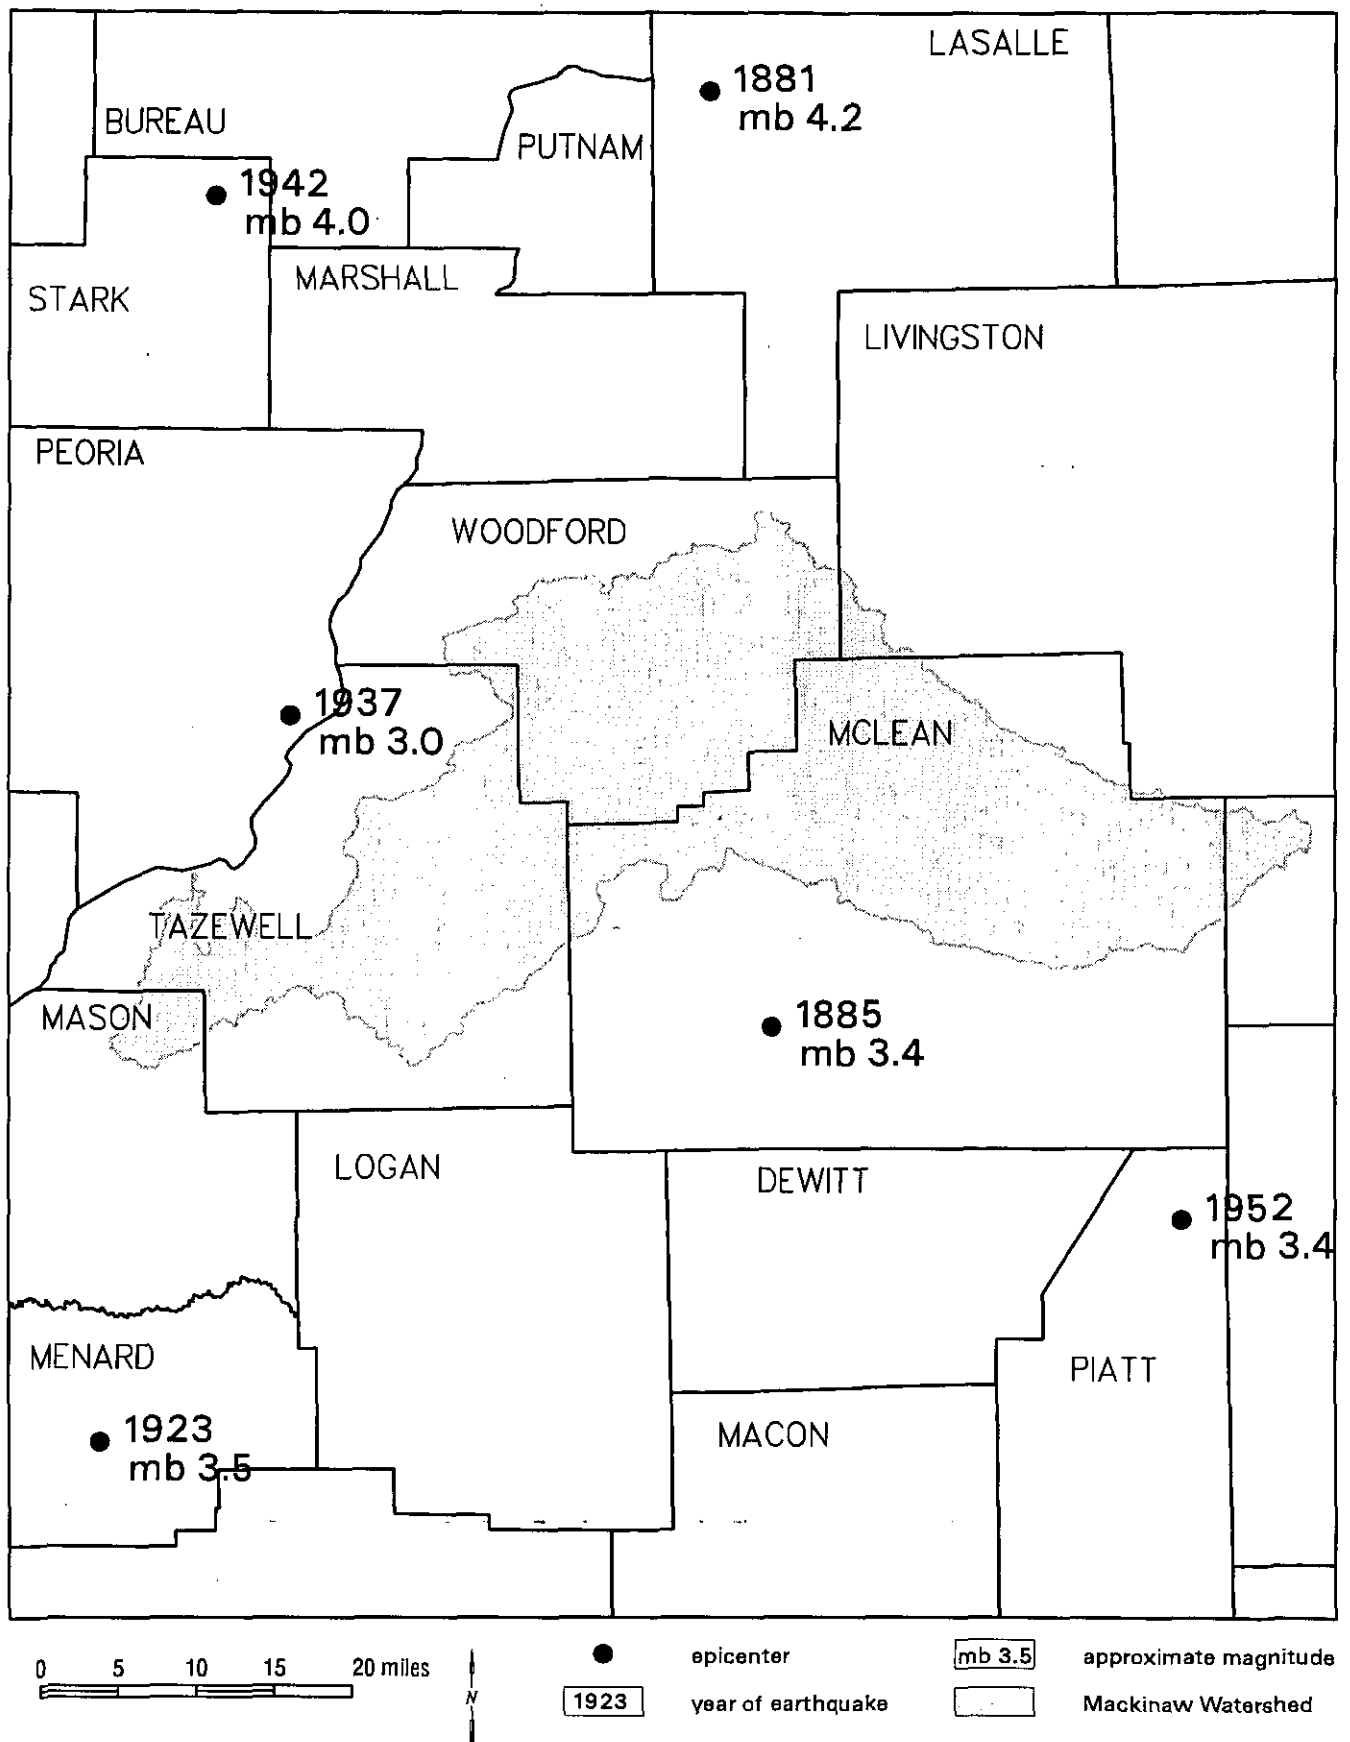 LASALLE
1881
mb 4.2
BUREAU
PUTNAM
1942
mb 4.0
MARSHALL
STARK
LIVINGSTON
PEORIA
WOODFORD
1937
mb 3.0
MCLEAN
TAZEWELL
MASON
1885
mb 3.4
LOGAN
DEWITT
1952
mb 3.4
MENARD
PIATT
1923
mb 3.5
MACON
0 5 10 15 20 miles
N
epicenter
mb 3.5 approximate magnitude
1923 year of earthquake
Mackinaw Watershed